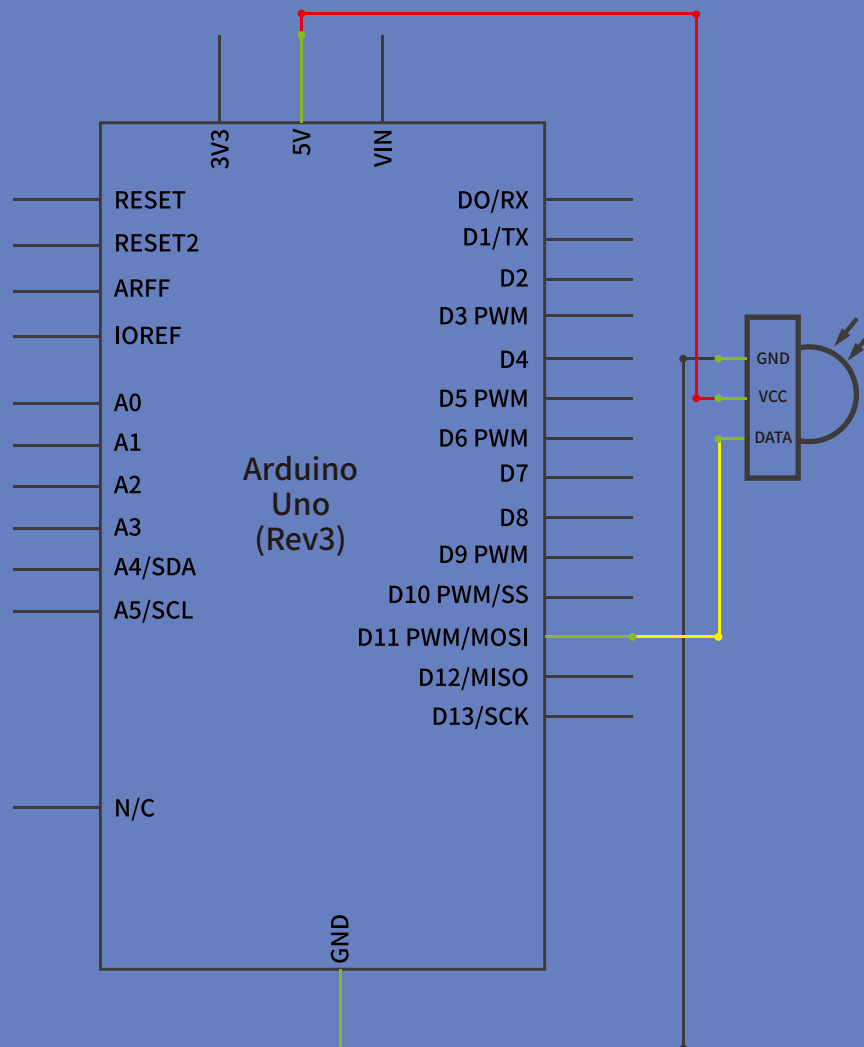 3V3
5V
VIN
RESET
RESET2
ARFF
IOREF
A0
A1
A2
A3
A4/SDA
A5/SCL
N/C
Arduino
Uno
(Rev3)
DO/RX
D1/TX
D2
D3 PWM
D4
D5 PWM
D6 PWM
D7
D8
D9 PWM
D10 PWM/SS
D11 PWM/MOSI
D12/MISO
D13/SCK
GND
GND
VCC
DATA